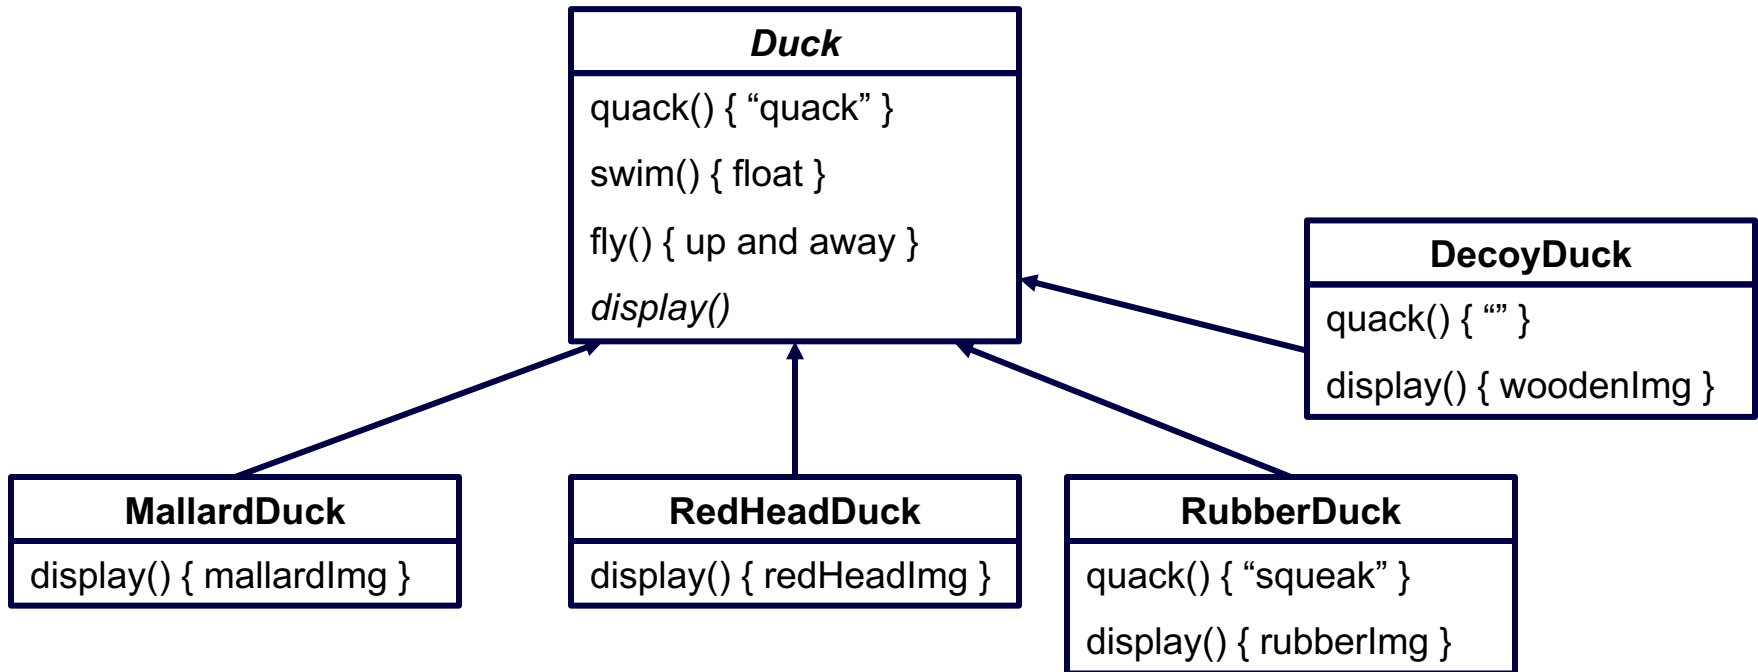 Duck
quack() { “quack” }
swim() { float }
fly() { up and away }
display()
DecoyDuck
quack() { “” }
display() { woodenImg }
MallardDuck
display() { mallardImg }
RedHeadDuck
display() { redHeadImg }
RubberDuck
quack() { “squeak” }
display() { rubberImg }